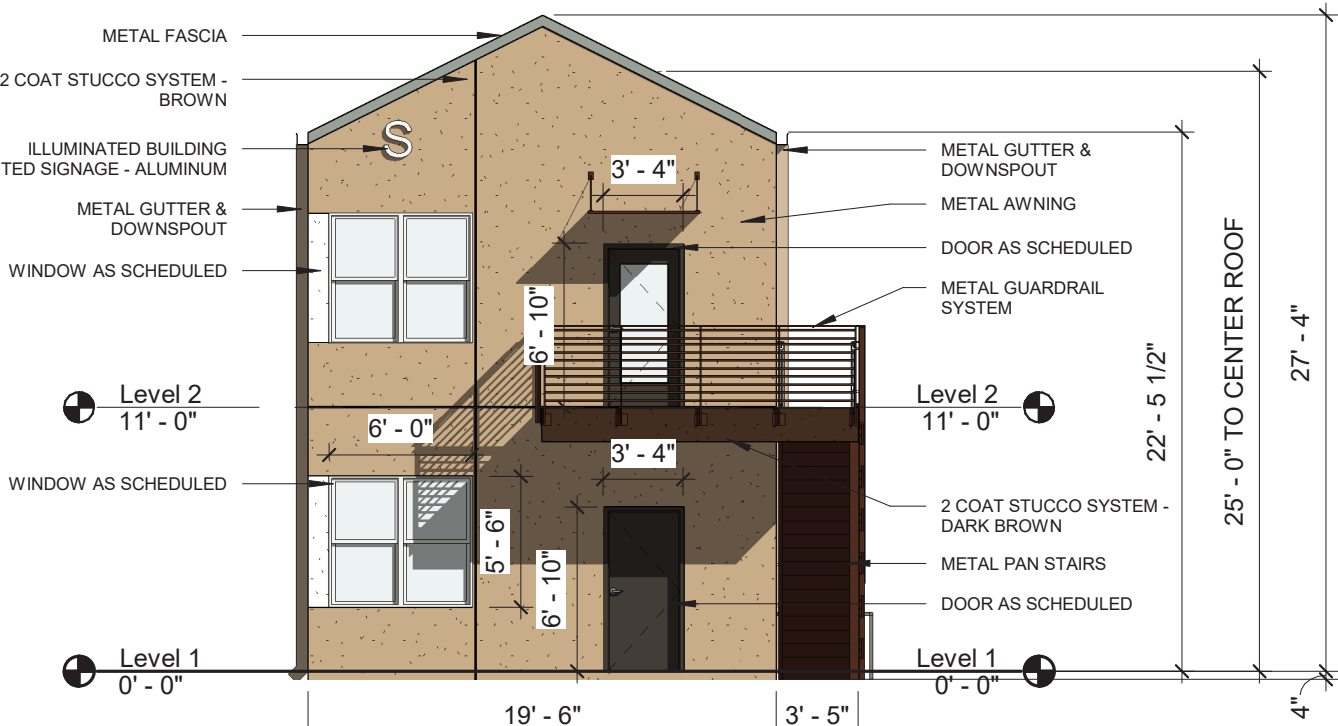 METAL FASCIA
2 COAT STUCCO SYSTEM -
BROWN
ILLUMINATED BUILDING
TED SIGNAGE - ALUMINUM
METAL GUTTER &
DOWNSPOUT
WINDOW AS SCHEDULED
Level 2
11' - 0"
WINDOW AS SCHEDULED
Level 1
0' - 0"
S
3' - 4"
6' - 10"
6' - 0"
3' - 4"
5' - 6"
6' - 10"
19' - 6"
3' - 5"
METAL GUTTER &
DOWNSPOUT
METAL AWNING
DOOR AS SCHEDULED
METAL GUARDRAIL
SYSTEM
Level 2
11' - 0"
2 COAT STUCCO SYSTEM -
DARK BROWN
METAL PAN STAIRS
DOOR AS SCHEDULED
Level 1
0' - 0"
22' - 5 1/2"
25' - 0" TO CENTER ROOF
27' - 4"
4"